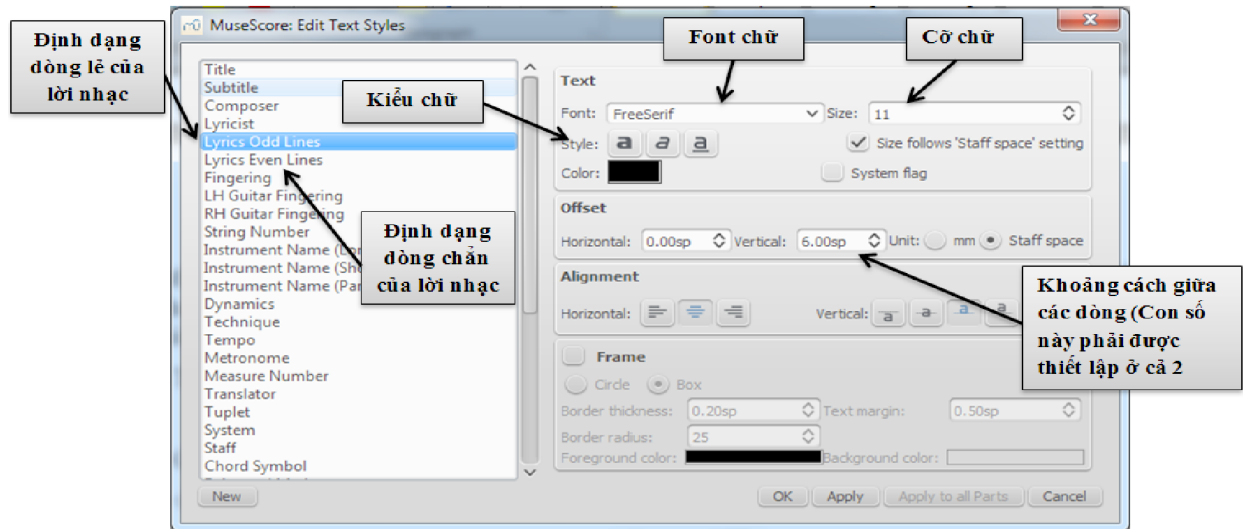 MuseScore: Edit Text Styles
Định dạng
dòng lẽ của
lời nhạc
Font chữ
Cỡ chữ
Kiểu chữ
Title
Subtitle
Composer
Lyricist
Lyrics Odd Lines
Lyrics Even Lines
Fingering
LH Guitar Fingering
RH Guitar Fingering
String Number
Instrument Name
Instrument Name
Instrument Name
Dynamics
Technique
Tempo
Metronome
Measure Number
Translator
Tuplet
System
Staff
Chord Symbol
Định dạng
dòng chẵn
của lời nhạc
Text
Font: FreeSerif Size: 11
Style: a a a Size follows 'Staff space' setting
Color: System flag
Offset
Horizontal: 0.00sp Vertical: 6.00sp Unit: mm Staff space
Alignment
Horizontal: Vertical: a a a a
Khoảng cách giữa
các dòng (Con số
này phải được
thiết lập ở cả 2
Frame
Circle Box
Border thickness: 0.20sp Text margin: 0.50sp
Border radius: 25
Foreground color: Background color:
New OK Apply Apply to all Parts Cancel